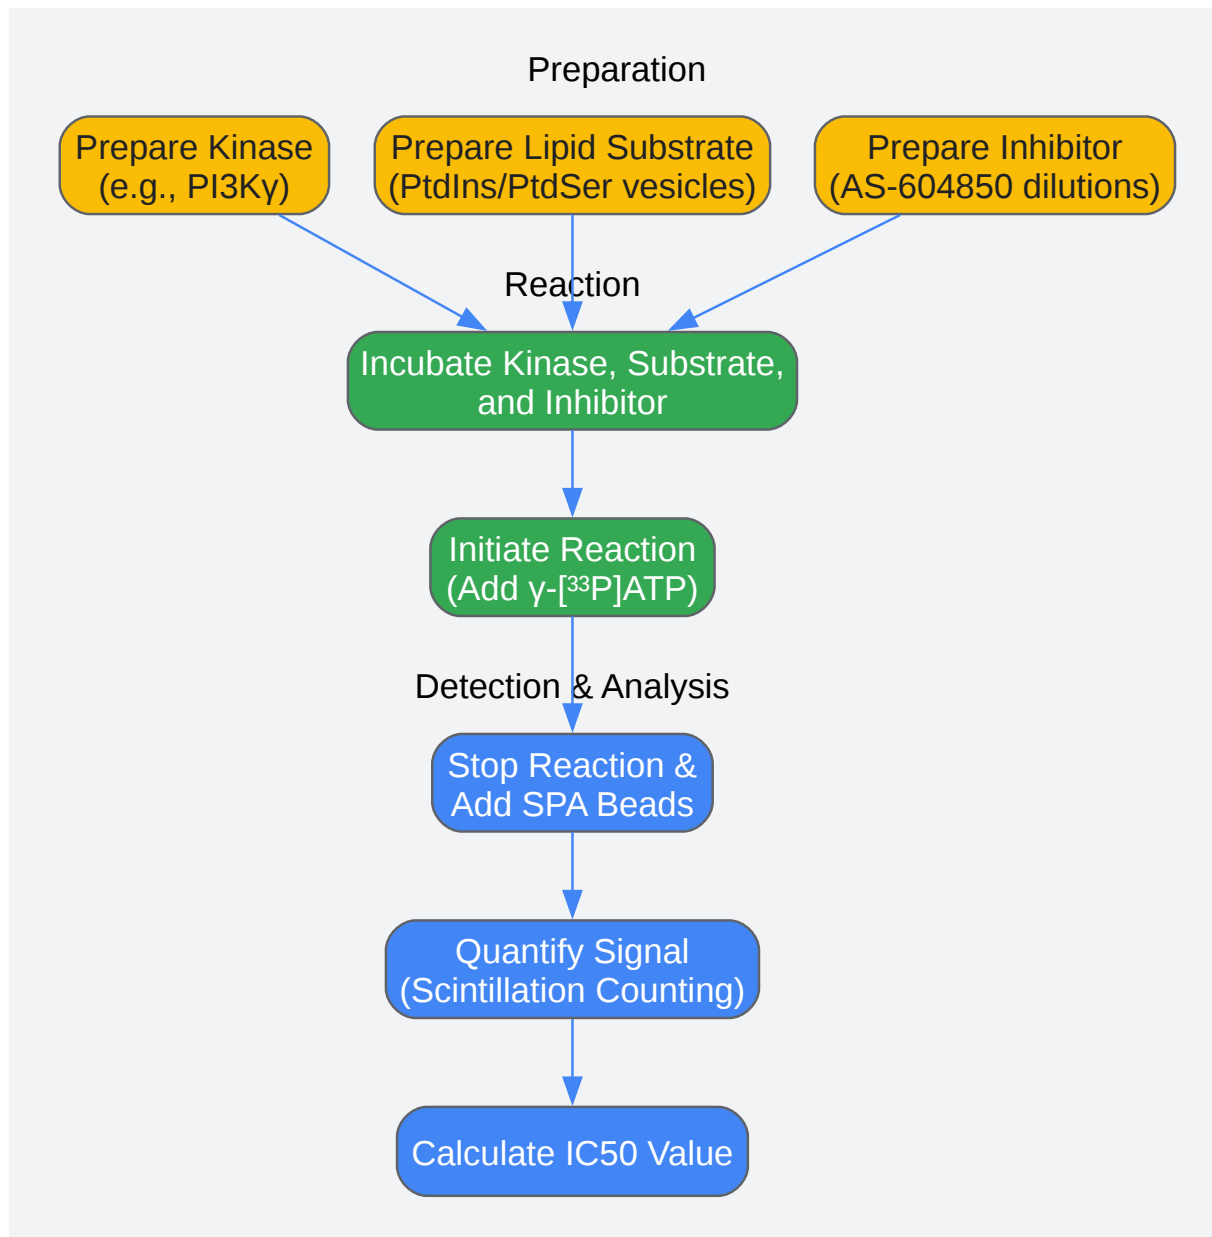 Preparation
Prepare Kinase
(e.g., PI3Kγ)
Prepare Lipid Substrate
(PtdIns/PtdSer vesicles)
Prepare Inhibitor
(AS-604850 dilutions)
Reaction
Incubate Kinase, Substrate,
and Inhibitor
Initiate Reaction
(Add γ-[³³P]ATP)
Detection & Analysis
Stop Reaction &
Add SPA Beads
Quantify Signal
(Scintillation Counting)
Calculate IC50 Value